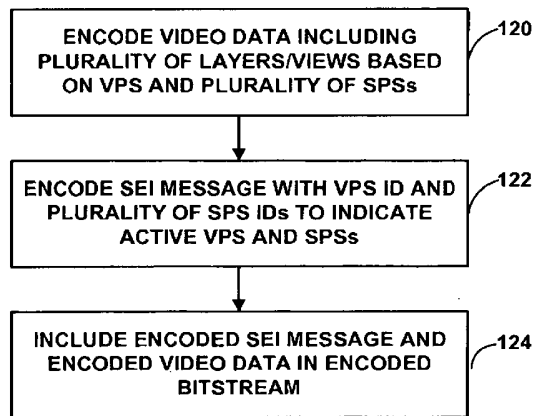 ENCODE VIDEO DATA INCLUDING
PLURALITY OF LAYERS/VIEWS BASED
ON VPS AND PLURALITY OF SPSs
120
ENCODE SEI MESSAGE WITH VPS ID AND
PLURALITY OF SPS IDs TO INDICATE
ACTIVE VPS AND SPSs
122
INCLUDE ENCODED SEI MESSAGE AND
ENCODED VIDEO DATA IN ENCODED
BITSTREAM
124